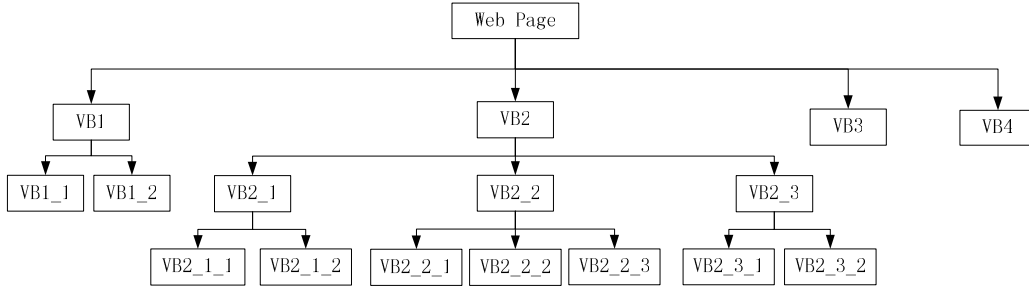 Web Page
VB1
VB2
VB3
VB4
VB1_1
VB1_2
VB2_1
VB2_2
VB2_3
VB2_1_1
VB2_1_2
VB2_2_1
VB2_2_2
VB2_2_3
VB2_3_1
VB2_3_2